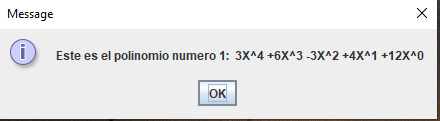 Message
Este es el polinomio numero 1: 3X^4 +6X^3 -3X^2 +4X^1 +12X^0
OK